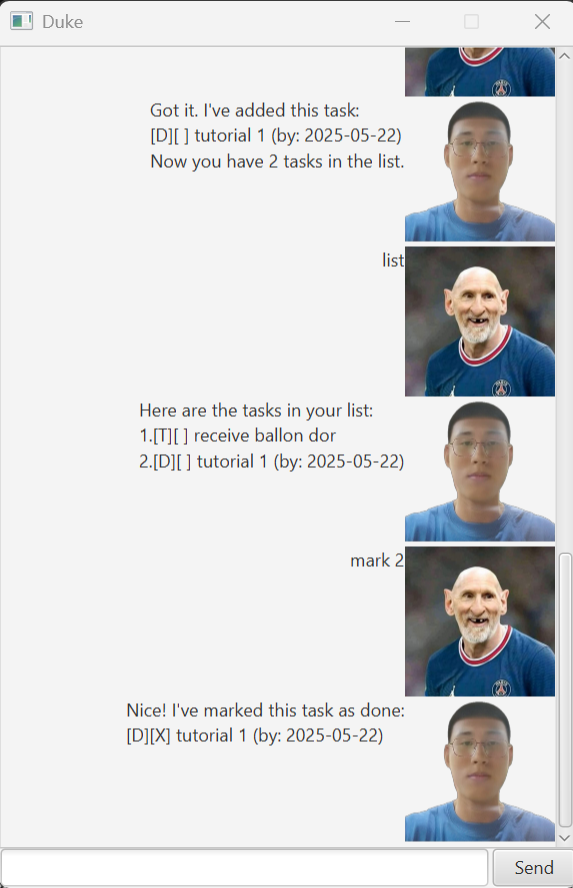 Duke
Got it. I've added this task:
[D][ ] tutorial 1 (by: 2025-05-22)
Now you have 2 tasks in the list.
list
Here are the tasks in your list:
1.[T][ ] receive ballon dor
2.[D][ ] tutorial 1 (by: 2025-05-22)
mark 2
Nice! I've marked this task as done:
[D][X] tutorial 1 (by: 2025-05-22)
Send